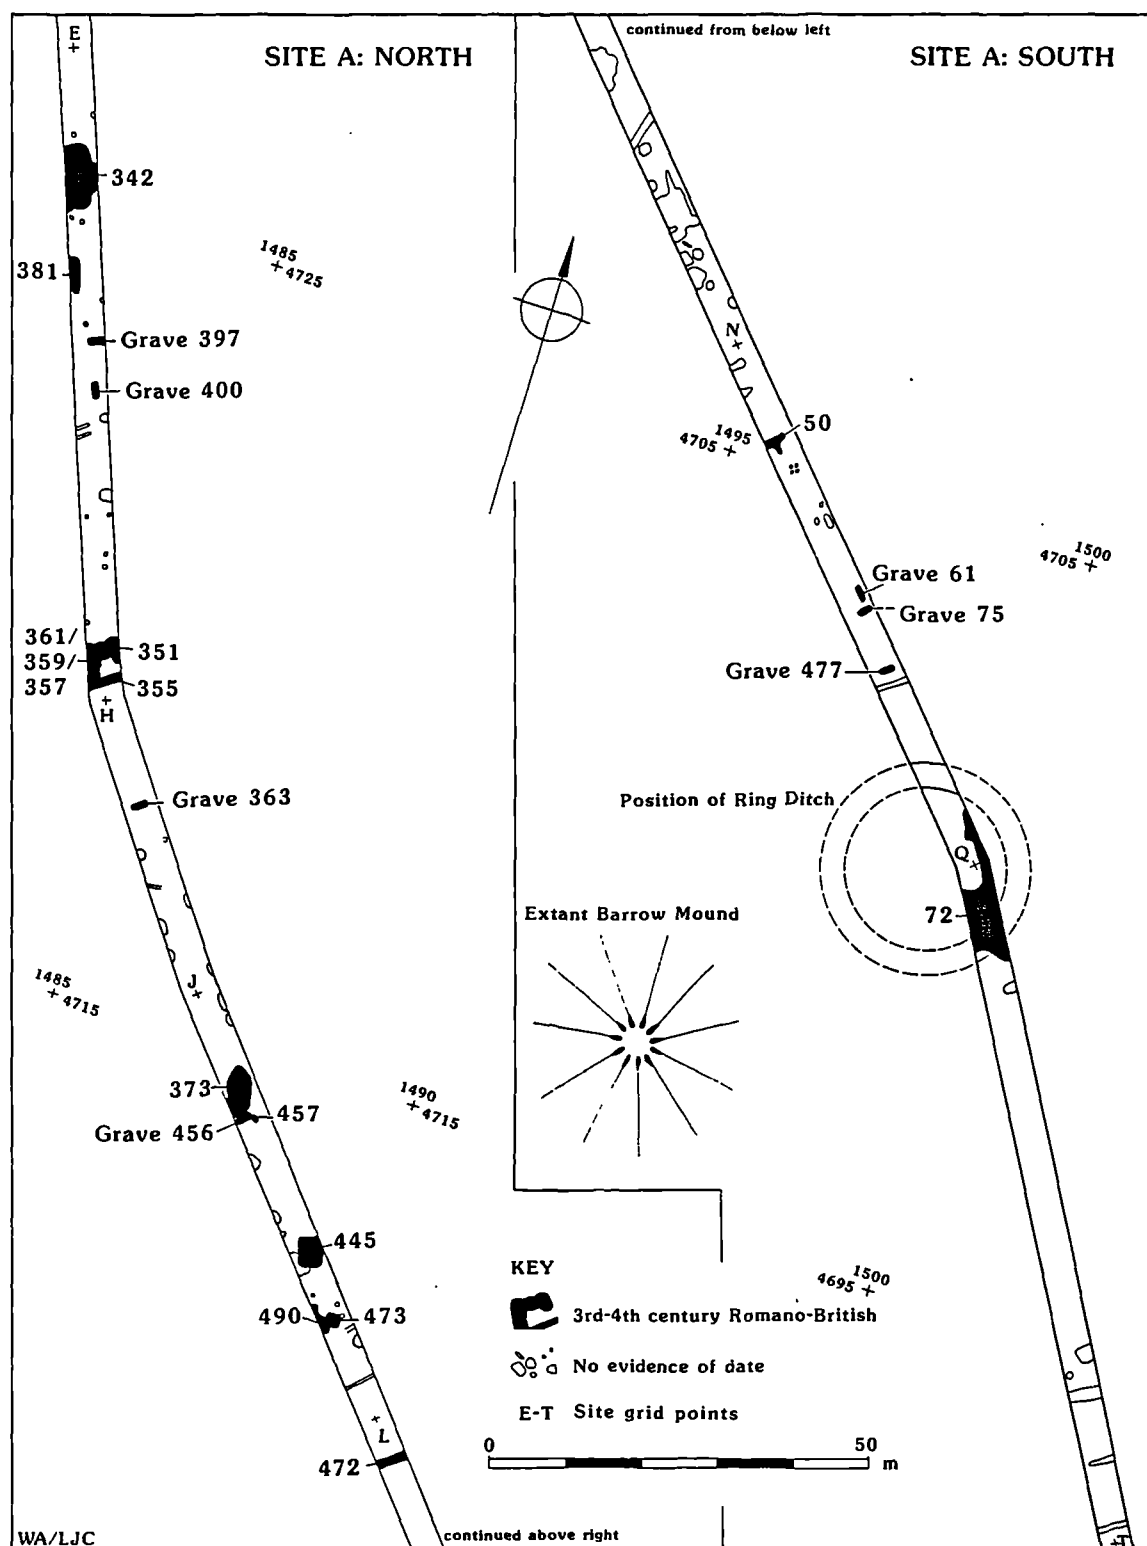 SITE A: NORTH
E
342
1485
4725
381
Grave 397
Grave 400
361/
359/
357
351
355
H
Grave 363
J
1485
4715
373
457
Grave 456
1490
4715
445
490
473
L
472
WA/LJC
continued above right
continued from below left
SITE A: SOUTH
N
50
1495
4705
1500
4705
Grave 61
Grave 75
Grave 477
Position of Ring Ditch
Q
72
Extant Barrow Mound
1500
4695
KEY
3rd-4th century Romano-British
No evidence of date
E-T Site grid points
0 50
m
T